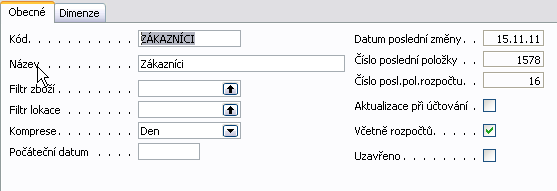 Obecné Dimenze
Kód. . . . . . . . . . . ZÁKAZNÍCI
Název. . . . . . . . . . Zákazníci
Filtr zboží . . . . . . .
Filtr lokace . . . . . .
Komprese. . . . . . . . Den
Počáteční datum . . . .
Datum poslední změny . . 15.11.11
Číslo poslední položky . . 1578
Číslo posl.pol.rozpočtu. . 16
Aktualizace při účtování .
Včetně rozpočtů. . . . .
Uzavřeno . . . . . . . .